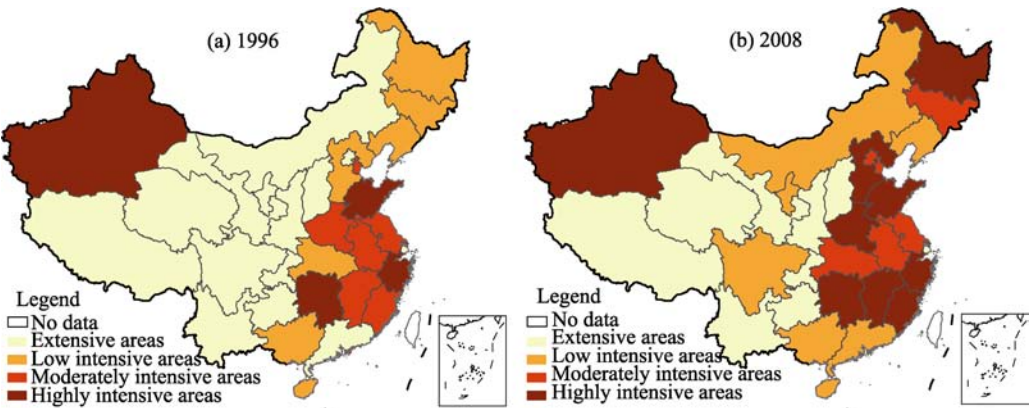 (a) 1996
Legend
No data
Extensive areas
Low intensive areas
Moderately intensive areas
Highly intensive areas
(b) 2008
Legend
No data
Extensive areas
Low intensive areas
Moderately intensive areas
Highly intensive areas